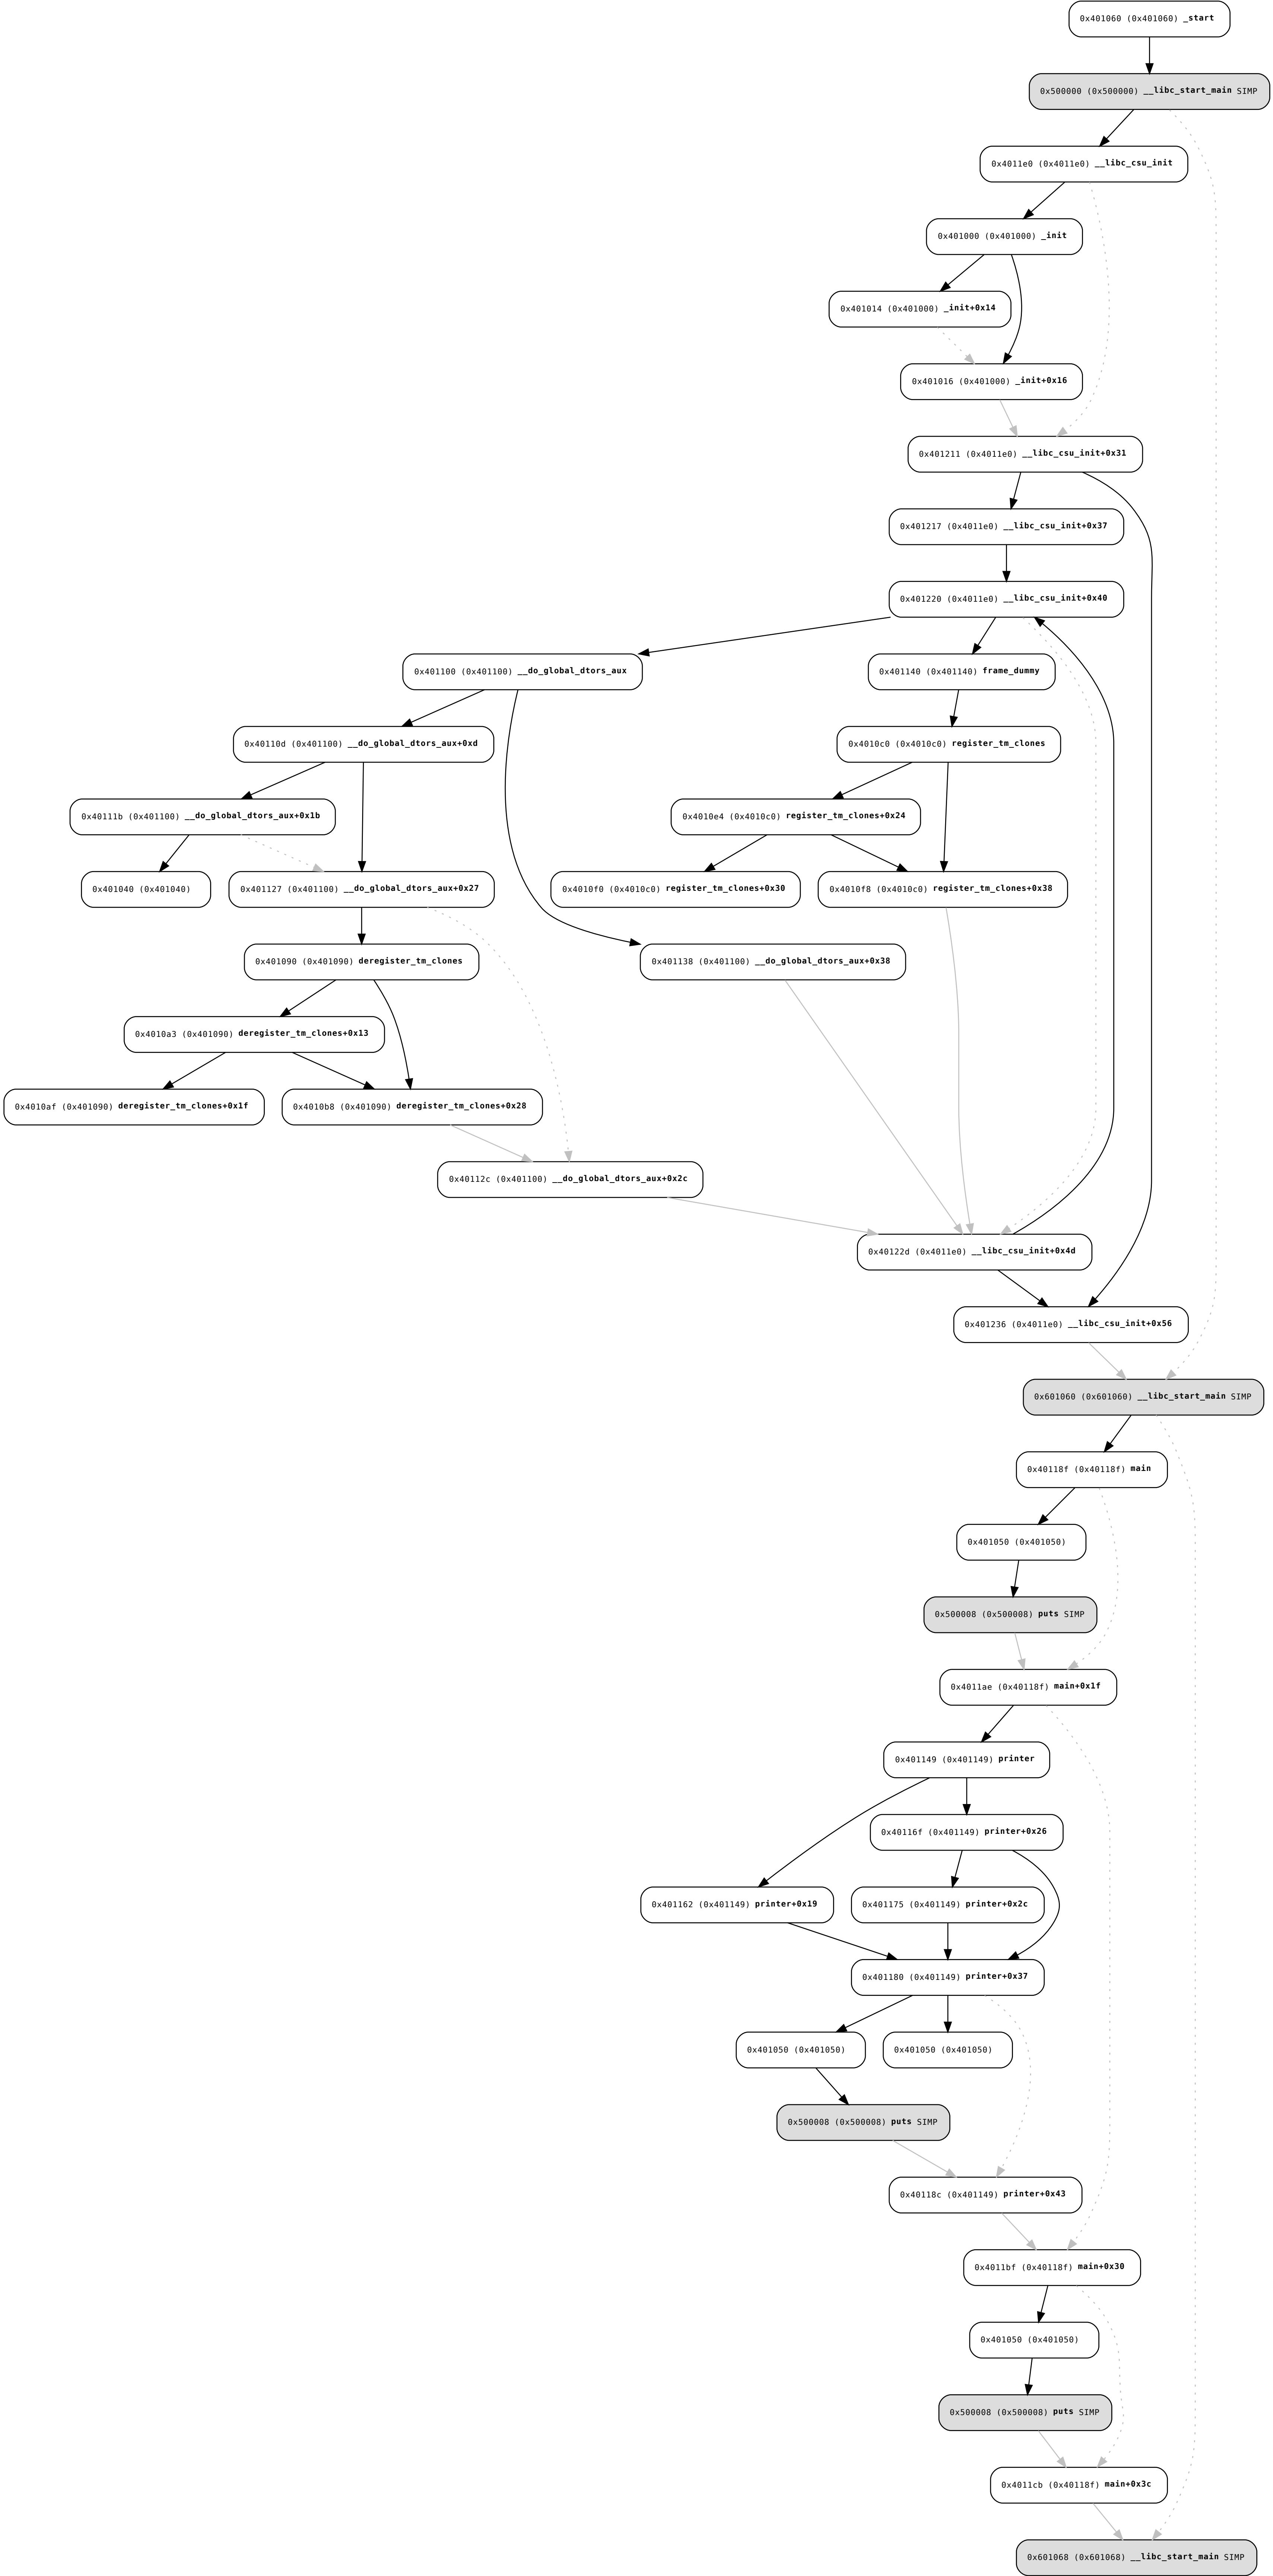 0x401060 (0x401060) _start
0x500000 (0x500000) __libc_start_main SIMP
0x4011e0 (0x4011e0) __libc_csu_init
0x401000 (0x401000) _init
0x401014 (0x401000) _init+0x14
0x401016 (0x401000) _init+0x16
0x401211 (0x4011e0) __libc_csu_init+0x31
0x401217 (0x4011e0) __libc_csu_init+0x37
0x401220 (0x4011e0) __libc_csu_init+0x40
0x401100 (0x401100) __do_global_dtors_aux
0x401140 (0x401140) frame_dummy
0x40110d (0x401100) __do_global_dtors_aux+0xd
0x4010c0 (0x4010c0) register_tm_clones
0x40111b (0x401100) __do_global_dtors_aux+0x1b
0x4010e4 (0x4010c0) register_tm_clones+0x24
0x401040 (0x401040)
0x401127 (0x401100) __do_global_dtors_aux+0x27
0x4010f0 (0x4010c0) register_tm_clones+0x30
0x4010f8 (0x4010c0) register_tm_clones+0x38
0x401090 (0x401090) deregister_tm_clones
0x401138 (0x401100) __do_global_dtors_aux+0x38
0x4010a3 (0x401090) deregister_tm_clones+0x13
0x4010af (0x401090) deregister_tm_clones+0x1f
0x4010b8 (0x401090) deregister_tm_clones+0x28
0x40112c (0x401100) __do_global_dtors_aux+0x2c
0x40122d (0x4011e0) __libc_csu_init+0x4d
0x401236 (0x4011e0) __libc_csu_init+0x56
0x601060 (0x601060) __libc_start_main SIMP
0x40118f (0x40118f) main
0x401050 (0x401050)
0x500008 (0x500008) puts SIMP
0x4011ae (0x40118f) main+0x1f
0x401149 (0x401149) printer
0x40116f (0x401149) printer+0x26
0x401162 (0x401149) printer+0x19
0x401175 (0x401149) printer+0x2c
0x401180 (0x401149) printer+0x37
0x401050 (0x401050)
0x401050 (0x401050)
0x500008 (0x500008) puts SIMP
0x40118c (0x401149) printer+0x43
0x4011bf (0x40118f) main+0x30
0x401050 (0x401050)
0x500008 (0x500008) puts SIMP
0x4011cb (0x40118f) main+0x3c
0x601068 (0x601068) __libc_start_main SIMP